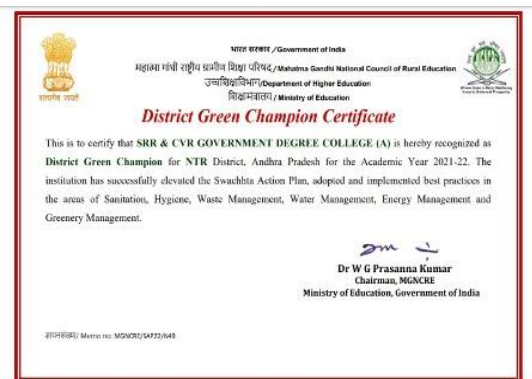 भारत सरकार /Government of India
महात्मा गांधी राष्ट्रीय ग्रामीण शिक्षा परिषद् /Mahatma Gandhi National Council of Rural Education
उच्चशिक्षाविभाग/Department of Higher Education
शिक्षामंत्रालय / Ministry of Education
सत्यमेव जयते
District Green Champion Certificate
This is to certify that SRR & CVR GOVERNMENT DEGREE COLLEGE (A) is hereby recognized as
District Green Champion for NTR District, Andhra Pradesh for the Academic Year 2021-22. The
institution has successfully elevated the Swachhta Action Plan, adopted and implemented best practices in
the areas of Sanitation, Hygiene, Waste Management, Water Management, Energy Management and
Greenery Management.
Dr W G Prasanna Kumar
Chairman, MGNCRE
Ministry of Education, Government of India
ज्ञापनसंख्या/ Memo no: MGNCRE/SAP22/